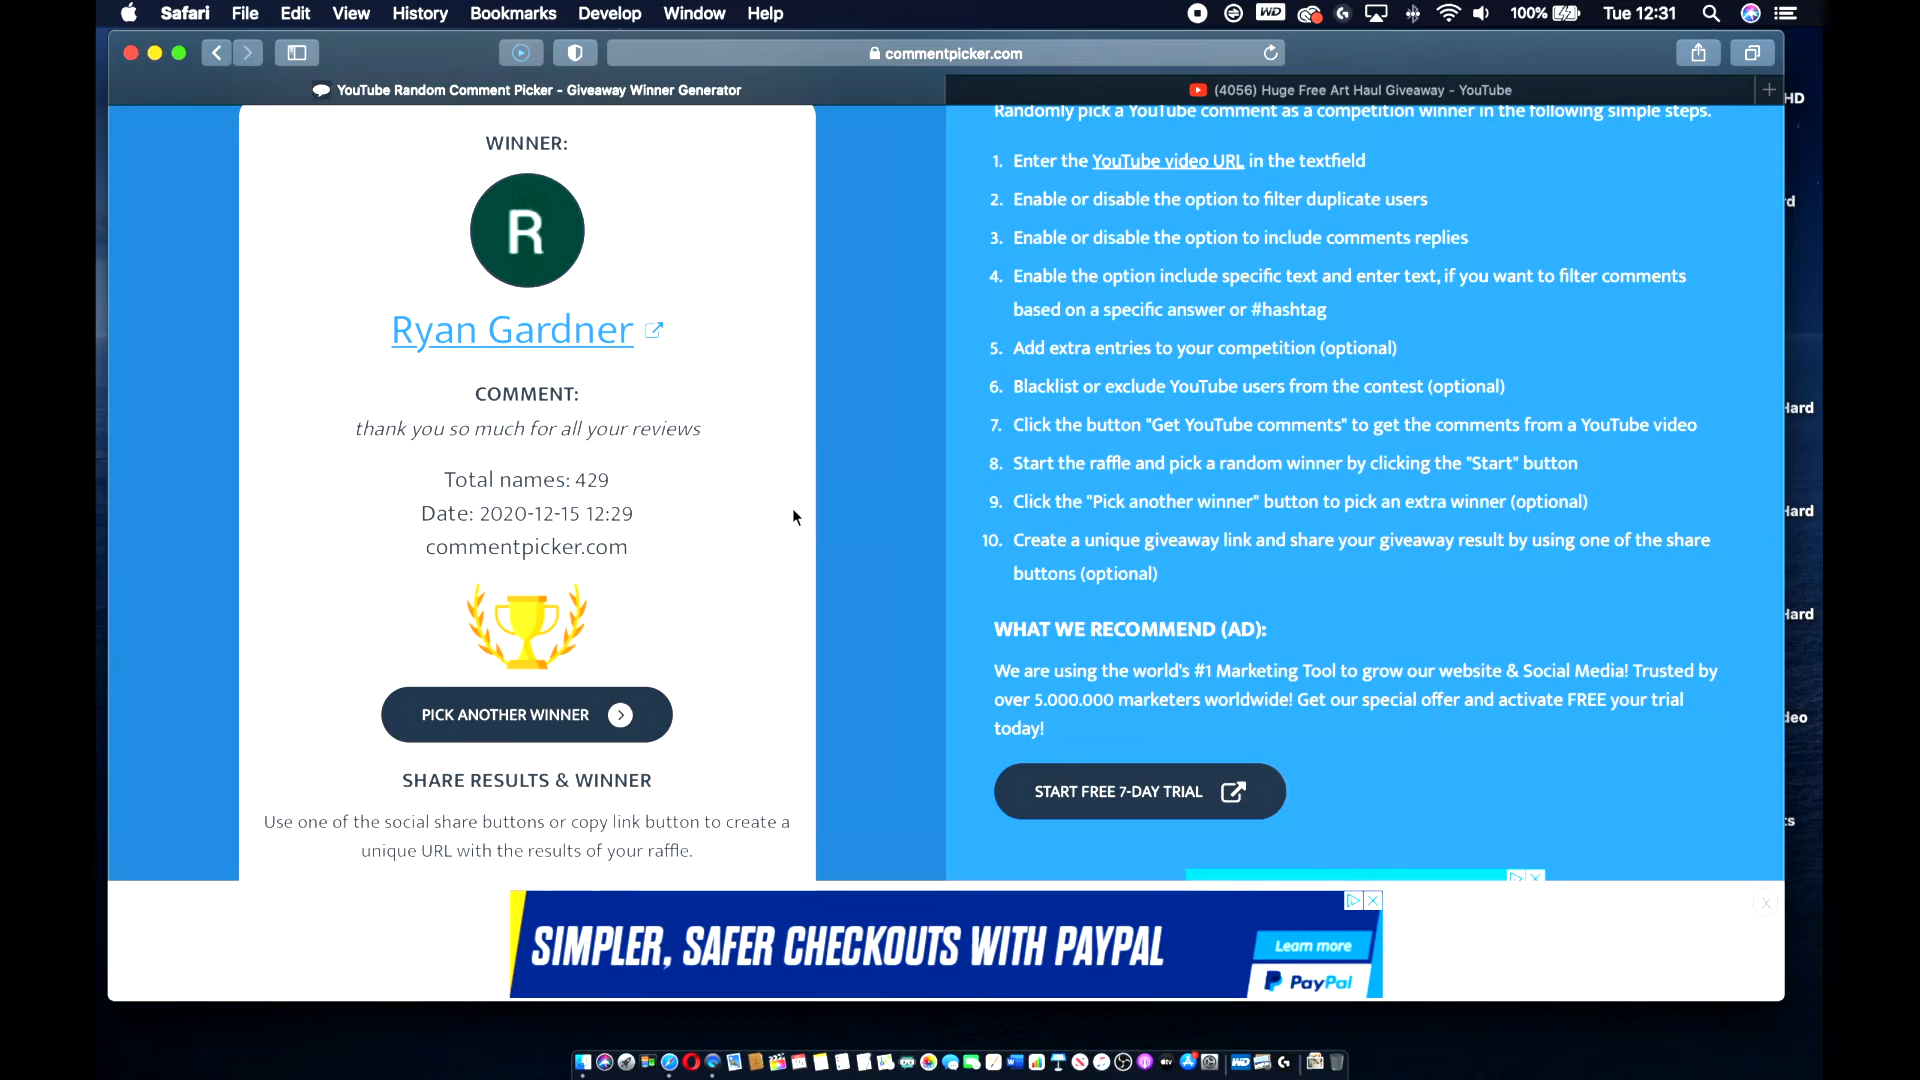 Safari File Edit View History Bookmarks Develop Window Help
WD
100%
Tue 12:31
commentpicker.com
YouTube Random Comment Picker - Giveaway Winner Generator
(4056) Huge Free Art Haul Giveaway - YouTube
WINNER:
R
Ryan Gardner
COMMENT:
thank you so much for all your reviews
Total names: 429
Date: 2020-12-15 12:29
commentpicker.com
PICK ANOTHER WINNER
SHARE RESULTS & WINNER
Use one of the social share buttons or copy link button to create a
unique URL with the results of your raffle.
Randomly pick a YouTube comment as a competition winner in the following simple steps.
1. Enter the YouTube video URL in the textfield
2. Enable or disable the option to filter duplicate users
3. Enable or disable the option to include comments replies
4. Enable the option include specific text and enter text, if you want to filter comments
based on a specific answer or #hashtag
5. Add extra entries to your competition (optional)
6. Blacklist or exclude YouTube users from the contest (optional)
7. Click the button "Get YouTube comments" to get the comments from a YouTube video
8. Start the raffle and pick a random winner by clicking the "Start" button
9. Click the "Pick another winner" button to pick an extra winner (optional)
10. Create a unique giveaway link and share your giveaway result by using one of the share
buttons (optional)
WHAT WE RECOMMEND (AD):
We are using the world's #1 Marketing Tool to grow our website & Social Media! Trusted by
over 5.000.000 marketers worldwide! Get our special offer and activate FREE your trial
today!
START FREE 7-DAY TRIAL
SIMPLER, SAFER CHECKOUTS WITH PAYPAL
Learn more
PayPal
X
HD